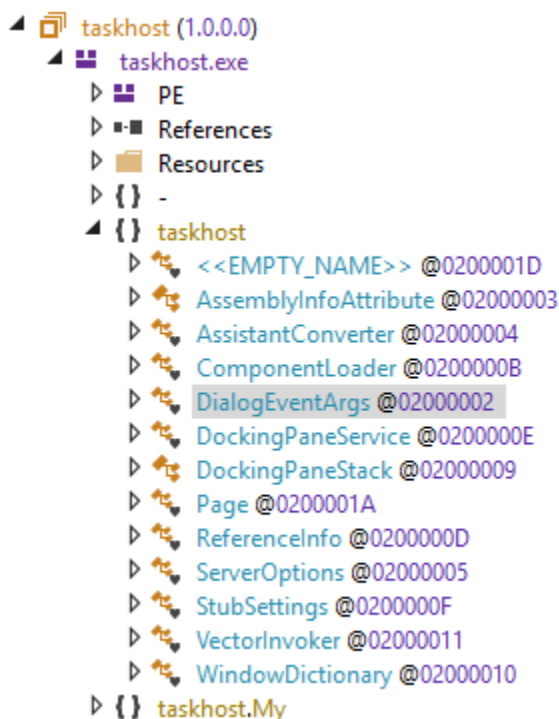 taskhost (1.0.0.0)
taskhost.exe
PE
References
Resources
{ } -
{ } taskhost
<<EMPTY_NAME>> @0200001D
AssemblyInfoAttribute @02000003
AssistantConverter @02000004
ComponentLoader @0200000B
DialogEventArgs @02000002
DockingPaneService @0200000E
DockingPaneStack @02000009
Page @0200001A
ReferenceInfo @0200000D
ServerOptions @02000005
StubSettings @0200000F
VectorInvoker @02000011
WindowDictionary @02000010
{ } taskhost.My